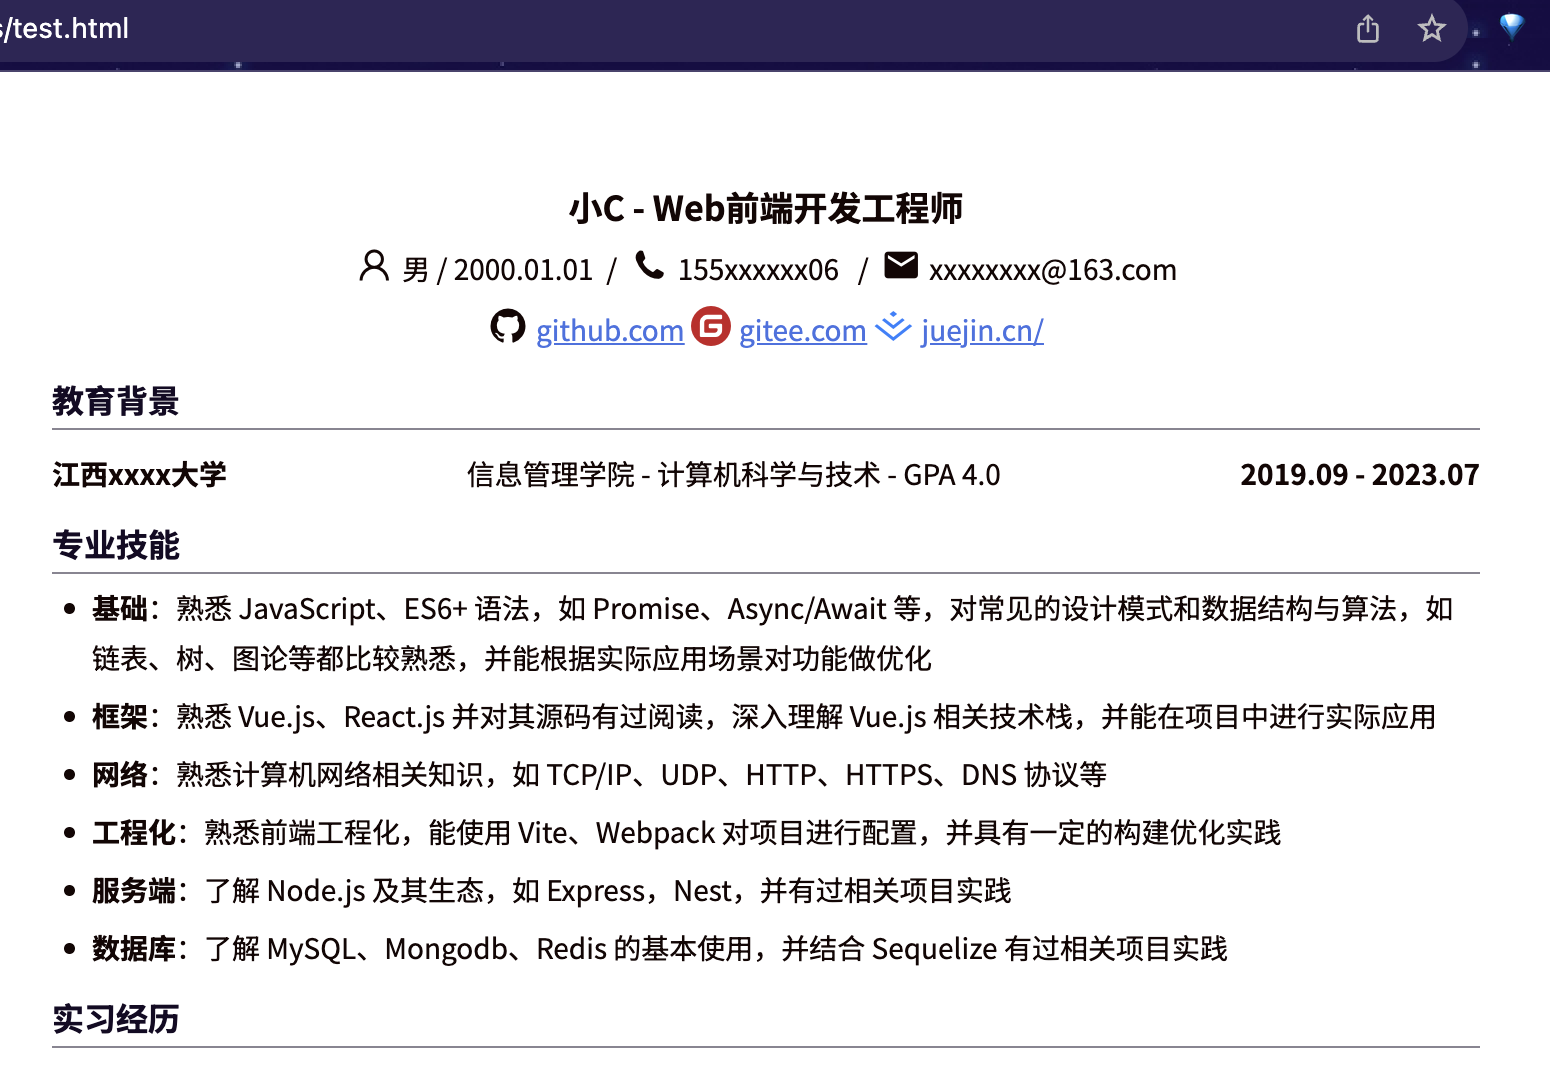 s/test.html
小C - Web前端开发工程师
男 / 2000.01.01 / 155xxxxxx06 / xxxxxxxx@163.com
github.com gitee.com juejin.cn/
教育背景
江西xxxx大学 信息管理学院 - 计算机科学与技术 - GPA 4.0 2019.09 - 2023.07
专业技能
基础：熟悉 JavaScript、ES6+ 语法，如 Promise、Async/Await 等，对常见的设计模式和数据结构与算法，如
链表、树、图论等都比较熟悉，并能根据实际应用场景对功能做优化
框架：熟悉 Vue.js、React.js 并对其源码有过阅读，深入理解 Vue.js 相关技术栈，并能在项目中进行实际应用
网络：熟悉计算机网络相关知识，如 TCP/IP、UDP、HTTP、HTTPS、DNS 协议等
工程化：熟悉前端工程化，能使用 Vite、Webpack 对项目进行配置，并具有一定的构建优化实践
服务端：了解 Node.js 及其生态，如 Express，Nest，并有过相关项目实践
数据库：了解 MySQL、Mongodb、Redis 的基本使用，并结合 Sequelize 有过相关项目实践
实习经历